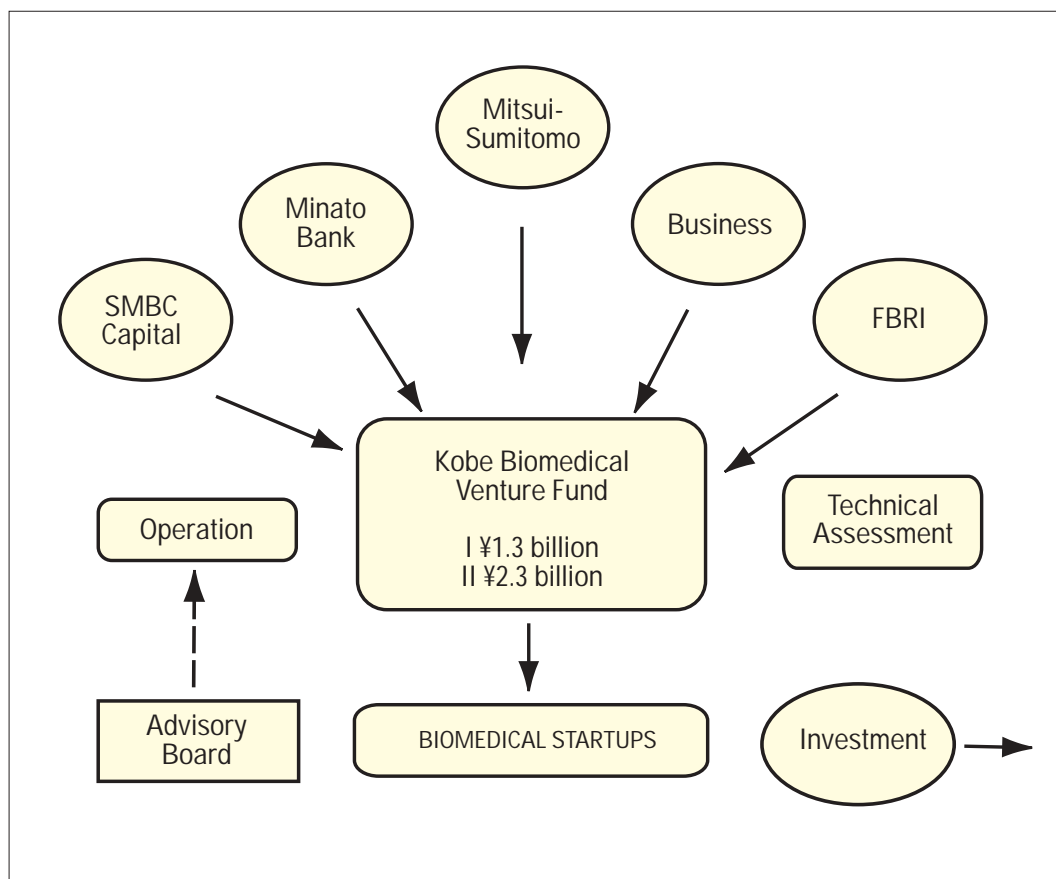 Mitsui-
Sumitomo
Minato
Bank
Business
SMBC
Capital
FBRI
Kobe Biomedical
Venture Fund
I ¥1.3 billion
II ¥2.3 billion
Operation
Technical
Assessment
Advisory
Board
BIOMEDICAL STARTUPS
Investment